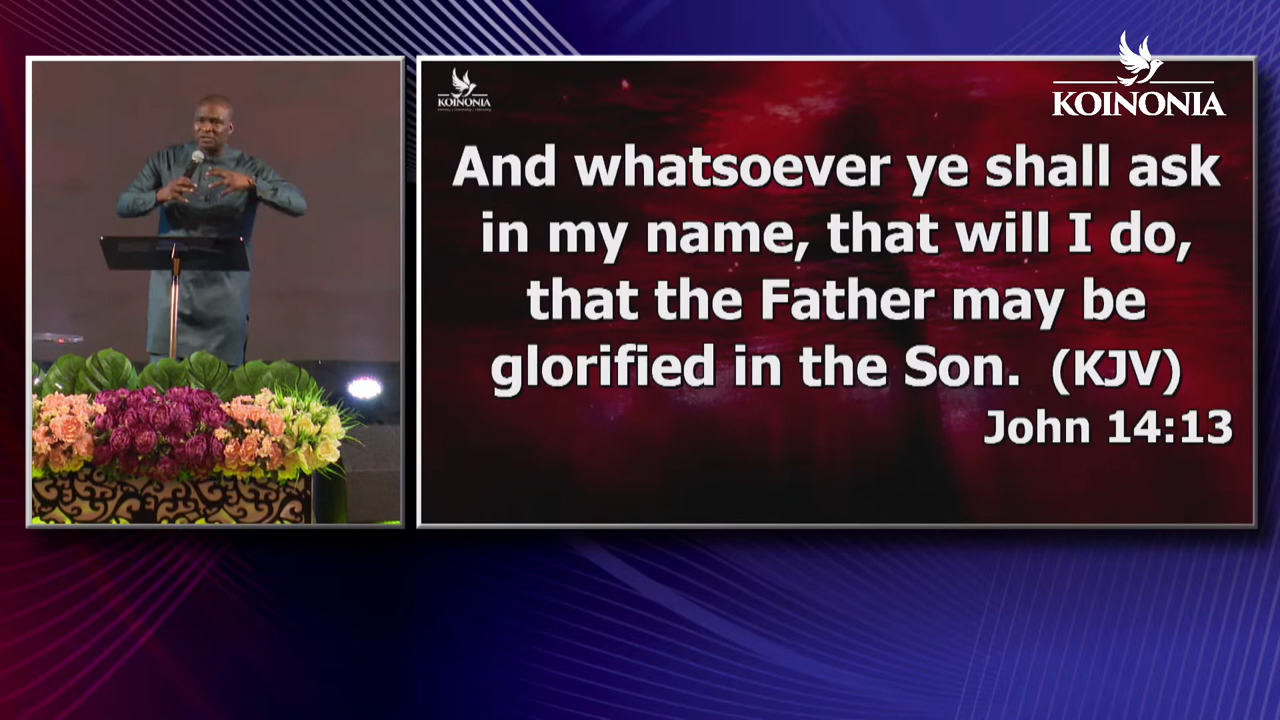 KOINONIA
KOINONIA
And whatsoever ye shall ask
in my name, that will I do,
that the Father may be
glorified in the Son. (KJV)
John 14:13